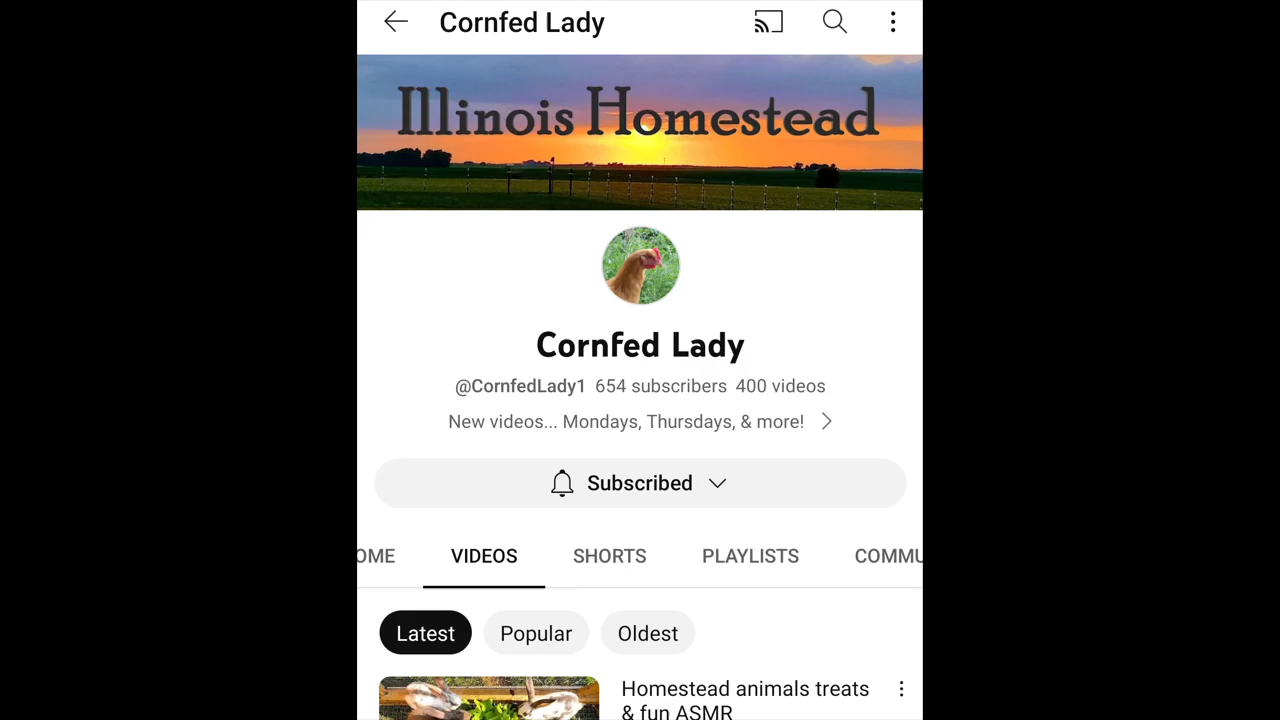 Cornfed Lady
Illinois Homestead
Cornfed Lady
@CornfedLady1 654 subscribers 400 videos
New videos... Mondays, Thursdays, & more!
Subscribed
OME VIDEOS SHORTS PLAYLISTS COMMU
Latest Popular Oldest
Homestead animals treats
& fun ASMR